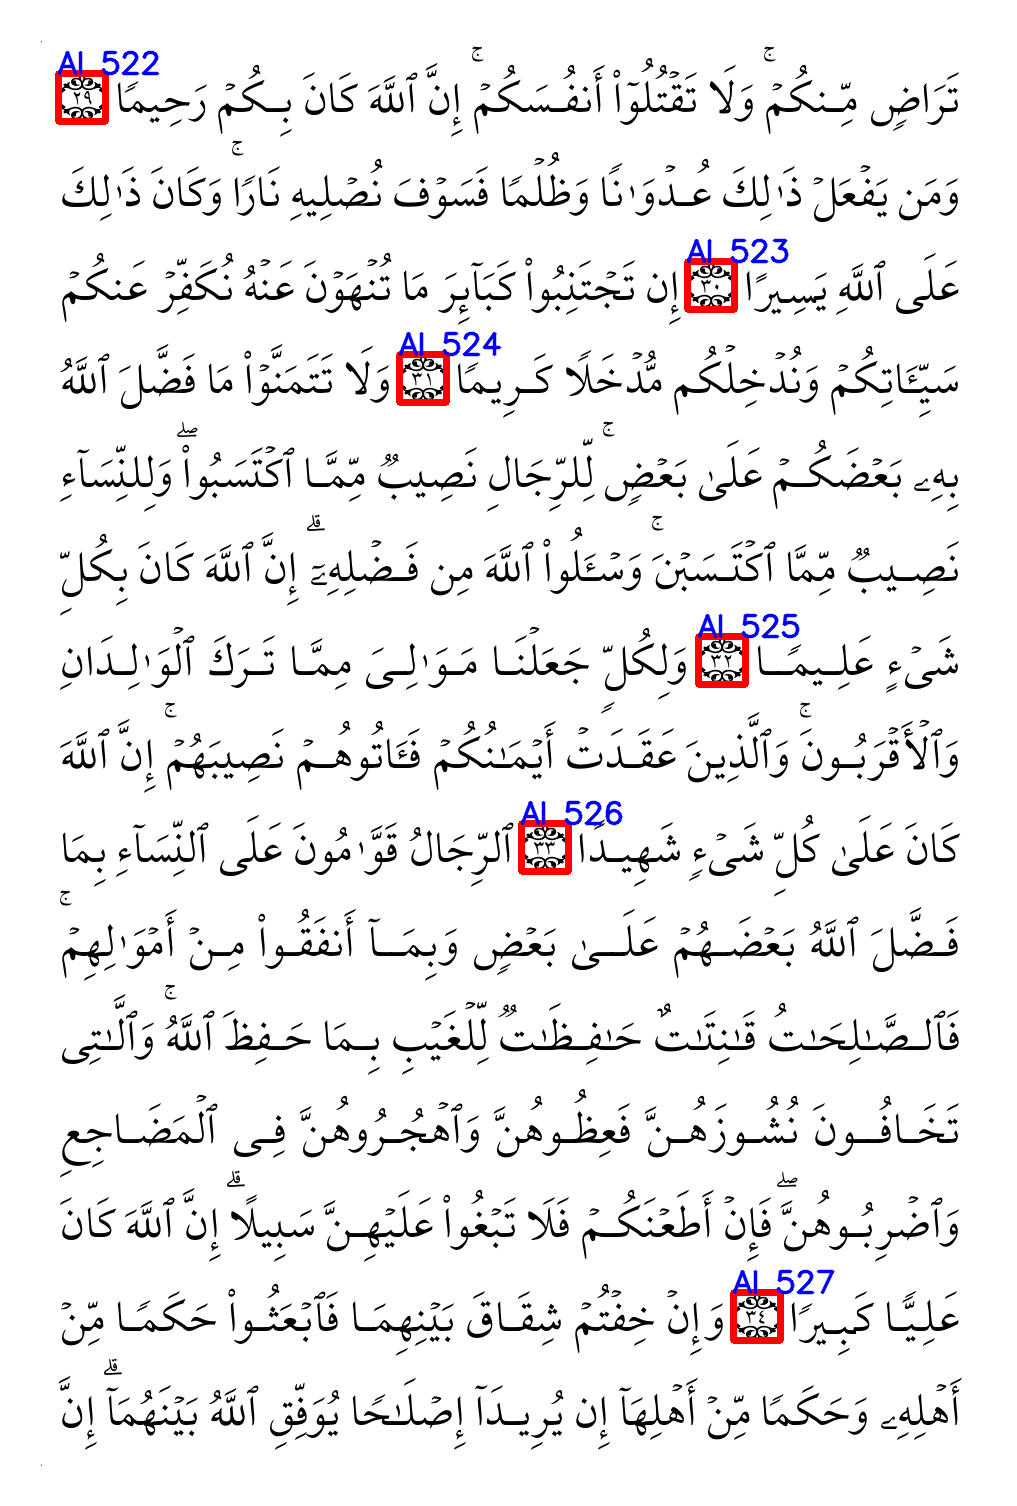 AI 522
تَرَاضٍ مِّنكُمْ ۚ وَلَا تَقْتُلُوٓا۟ أَنفُسَكُمْ ۚ إِنَّ ٱللَّهَ كَانَ بِكُمْ رَحِيمًا ٢٩
وَمَن يَفْعَلْ ذَٰلِكَ عُدْوَٰنًا وَظُلْمًا فَسَوْفَ نُصْلِيهِ نَارًا ۚ وَكَانَ ذَٰلِكَ
AI 523
عَلَى ٱللَّهِ يَسِيرًا ٣٠ إِن تَجْتَنِبُوا۟ كَبَآئِرَ مَا تُنْهَوْنَ عَنْهُ نُكَفِّرْ عَنكُمْ
AI 524
سَيِّـَٔاتِكُمْ وَنُدْخِلْكُم مُّدْخَلًا كَرِيمًا ٣١ وَلَا تَتَمَنَّوْا۟ مَا فَضَّلَ ٱللَّهُ
بِهِۦ بَعْضَكُمْ عَلَىٰ بَعْضٍ ۚ لِّلرِّجَالِ نَصِيبٌ مِّمَّا ٱكْتَسَبُوا۟ ۖ وَلِلنِّسَآءِ
نَصِيبٌ مِّمَّا ٱكْتَسَبْنَ ۚ وَسْـَٔلُوا۟ ٱللَّهَ مِن فَضْلِهِۦٓ ۗ إِنَّ ٱللَّهَ كَانَ بِكُلِّ
AI 525
شَىْءٍ عَلِيمًا ٣٢ وَلِكُلٍّ جَعَلْنَا مَوَٰلِىَ مِمَّا تَرَكَ ٱلْوَٰلِدَانِ
وَٱلْأَقْرَبُونَ ۚ وَٱلَّذِينَ عَقَدَتْ أَيْمَـٰنُكُمْ فَـَٔاتُوهُمْ نَصِيبَهُمْ ۚ إِنَّ ٱللَّهَ
AI 526
كَانَ عَلَىٰ كُلِّ شَىْءٍ شَهِيدًا ٣٣ ٱلرِّجَالُ قَوَّٰمُونَ عَلَى ٱلنِّسَآءِ بِمَا
فَضَّلَ ٱللَّهُ بَعْضَهُمْ عَلَىٰ بَعْضٍ وَبِمَآ أَنفَقُوا۟ مِنْ أَمْوَٰلِهِمْ ۚ
فَٱلصَّـٰلِحَـٰتُ قَـٰنِتَـٰتٌ حَـٰفِظَـٰتٌ لِّلْغَيْبِ بِمَا حَفِظَ ٱللَّهُ ۚ وَٱلَّـٰتِى
تَخَافُونَ نُشُوزَهُنَّ فَعِظُوهُنَّ وَٱهْجُرُوهُنَّ فِى ٱلْمَضَاجِعِ
وَٱضْرِبُوهُنَّ ۖ فَإِنْ أَطَعْنَكُمْ فَلَا تَبْغُوا۟ عَلَيْهِنَّ سَبِيلًا ۗ إِنَّ ٱللَّهَ كَانَ
AI 527
عَلِيًّا كَبِيرًا ٣٤ وَإِنْ خِفْتُمْ شِقَاقَ بَيْنِهِمَا فَٱبْعَثُوا۟ حَكَمًا مِّنْ
أَهْلِهِۦ وَحَكَمًا مِّنْ أَهْلِهَآ إِن يُرِيدَآ إِصْلَـٰحًا يُوَفِّقِ ٱللَّهُ بَيْنَهُمَآ ۗ إِنَّ